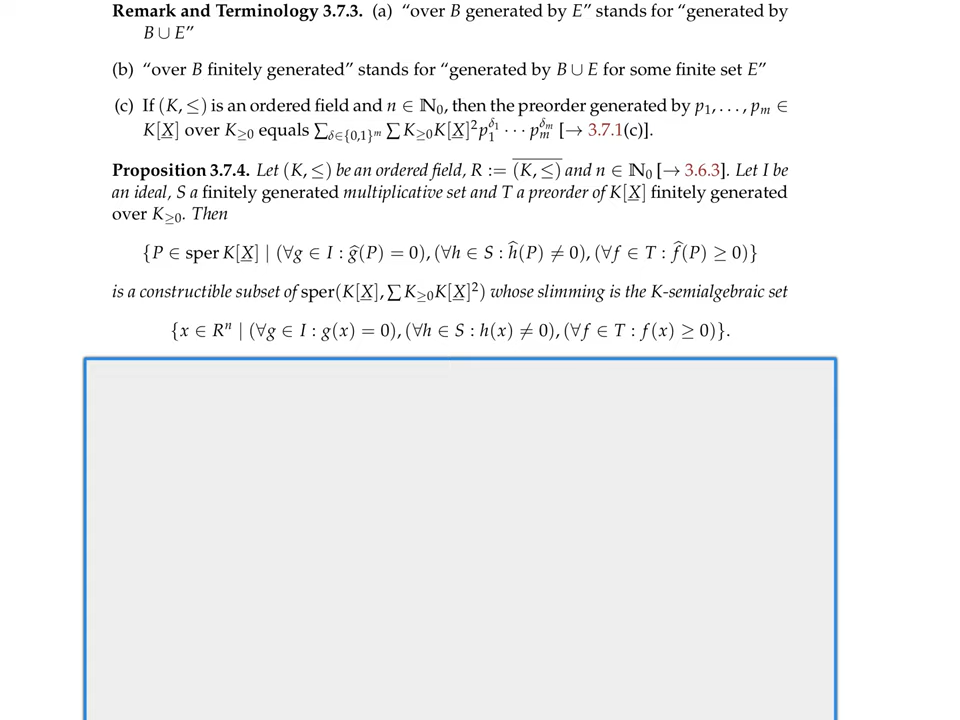 Remark and Terminology 3.7.3. (a) “over B generated by E” stands for “generated by
B ∪ E”
(b) “over B finitely generated” stands for “generated by B ∪ E for some finite set E”
(c) If (K, ≤) is an ordered field and n ∈ ℕ₀, then the preorder generated by p₁, . . . , pₘ ∈
K[X̲] over K≥₀ equals ∑_{δ∈{0,1}^m} ∑ K≥₀K[X̲]² p₁^{δ₁} · · · pₘ^{δₘ} [→ 3.7.1(c)].
Proposition 3.7.4. Let (K, ≤) be an ordered field, R := \overline{(K, ≤)} and n ∈ ℕ₀ [→ 3.6.3]. Let I be
an ideal, S a finitely generated multiplicative set and T a preorder of K[X̲] finitely generated
over K≥₀. Then
{P ∈ sper K[X̲] | (∀g ∈ I : ĝ(P) = 0), (∀h ∈ S : ĥ(P) ≠ 0), (∀f ∈ T : f̂(P) ≥ 0)}
is a constructible subset of sper(K[X̲], ∑ K≥₀K[X̲]²) whose slimming is the K-semialgebraic set
{x ∈ Rⁿ | (∀g ∈ I : g(x) = 0), (∀h ∈ S : h(x) ≠ 0), (∀f ∈ T : f(x) ≥ 0)}.